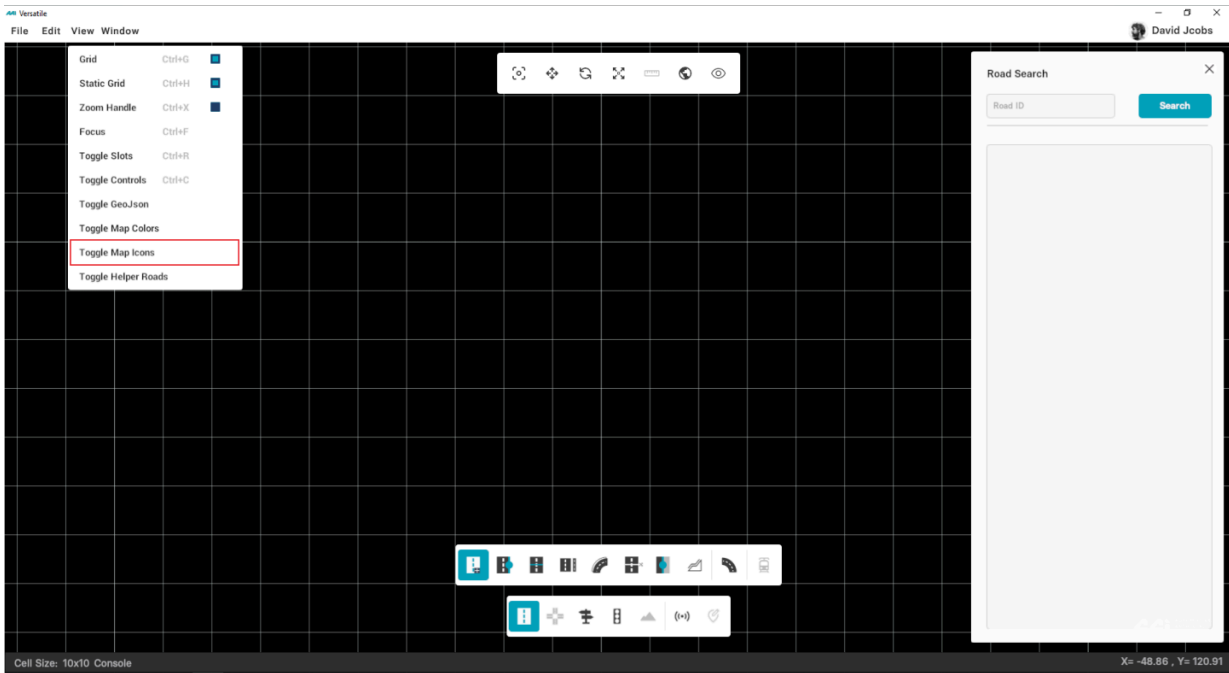 AVi Versatile
File Edit View Window
David Jcobs
Grid Ctrl+G
Static Grid Ctrl+H
Zoom Handle Ctrl+X
Focus Ctrl+F
Toggle Slots Ctrl+R
Toggle Controls Ctrl+C
Toggle GeoJson
Toggle Map Colors
Toggle Map Icons
Toggle Helper Roads
Road Search
Road ID Search
Cell Size: 10x10 Console
X= -48.86 , Y= 120.91